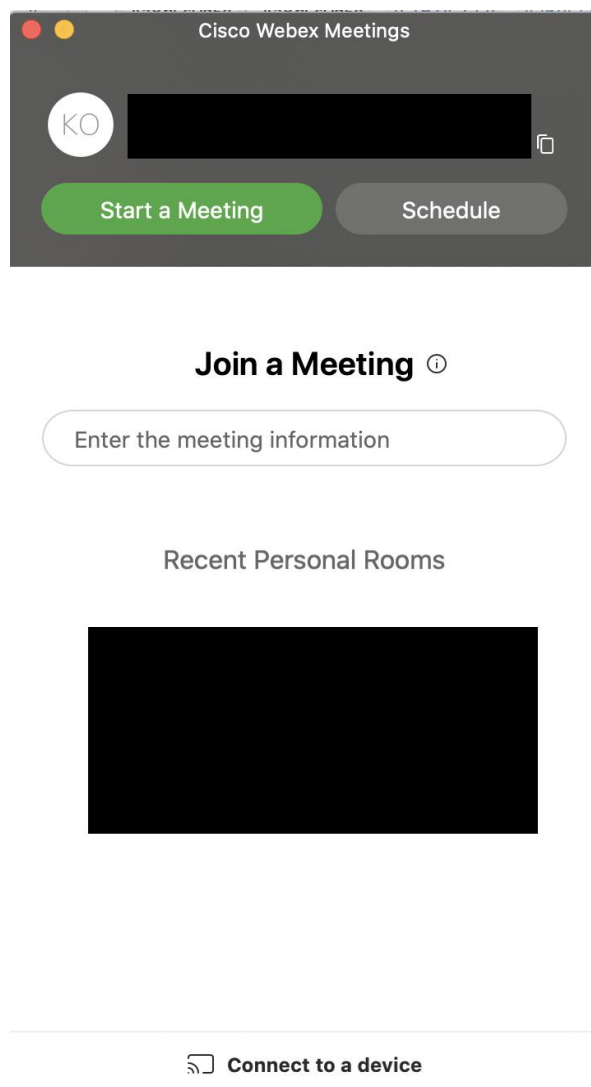 Cisco Webex Meetings
KO
Start a Meeting
Schedule
Join a Meeting
Enter the meeting information
Recent Personal Rooms
Connect to a device